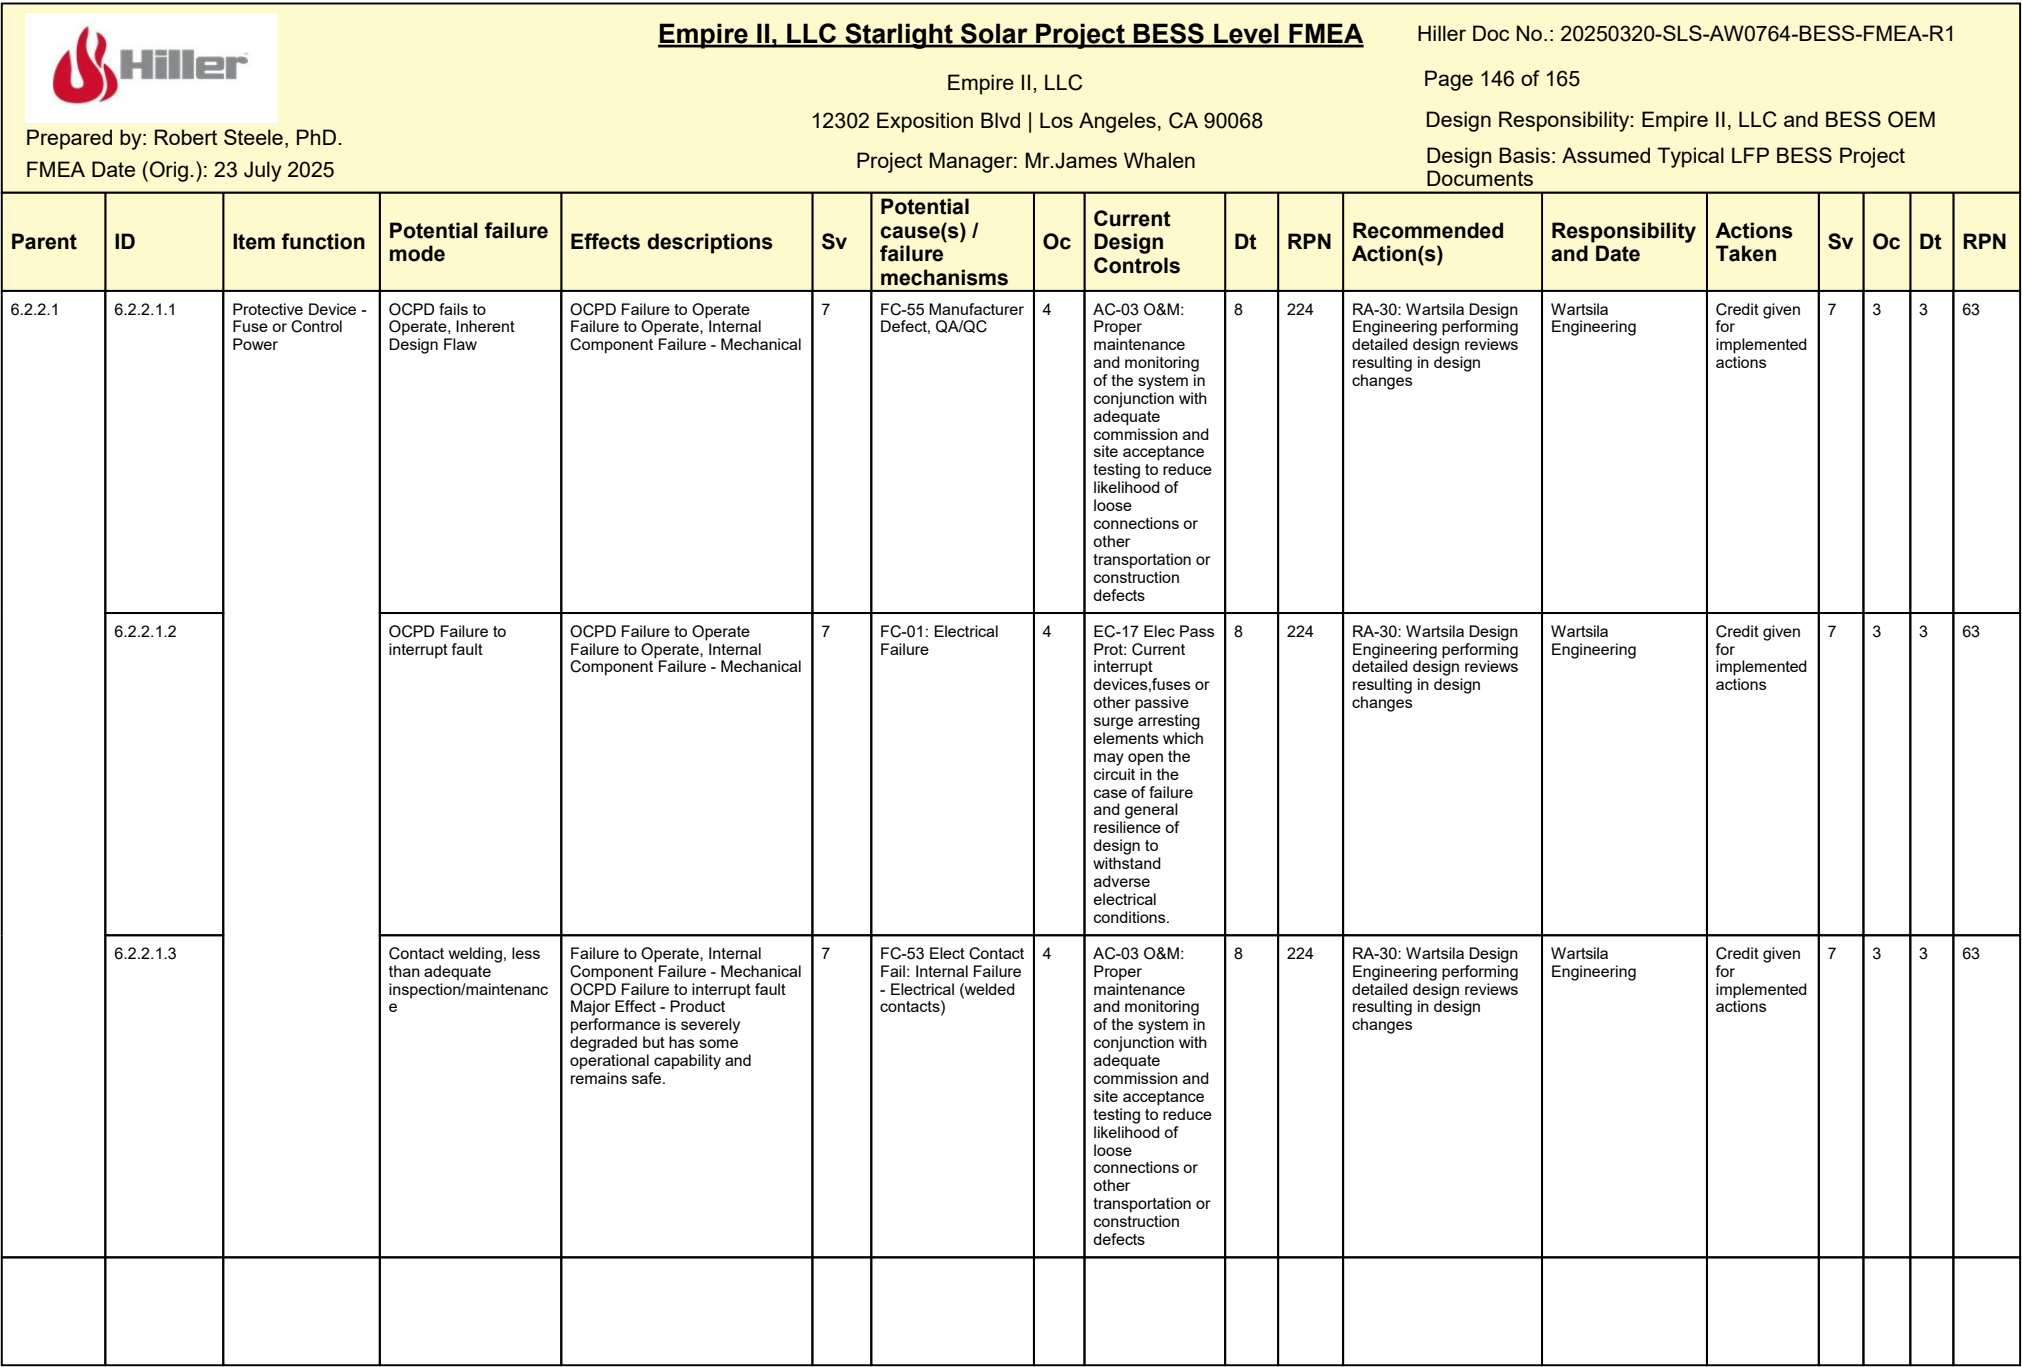 Hiller
Prepared by: Robert Steele, PhD.
FMEA Date (Orig.): 23 July 2025
Empire II, LLC Starlight Solar Project BESS Level FMEA
Empire II, LLC
12302 Exposition Blvd | Los Angeles, CA 90068
Project Manager: Mr.James Whalen
Hiller Doc No.: 20250320-SLS-AW0764-BESS-FMEA-R1
Page 146 of 165
Design Responsibility: Empire II, LLC and BESS OEM
Design Basis: Assumed Typical LFP BESS Project
Documents
Parent
ID
Item function
Potential failure
mode
Effects descriptions
Sv
Potential
cause(s) /
failure
mechanisms
Oc
Current
Design
Controls
Dt
RPN
Recommended
Action(s)
Responsibility
and Date
Actions
Taken
Sv
Oc
Dt
RPN
6.2.2.1
6.2.2.1.1
Protective Device -
Fuse or Control
Power
OCPD fails to
Operate, Inherent
Design Flaw
OCPD Failure to Operate
Failure to Operate, Internal
Component Failure - Mechanical
7
FC-55 Manufacturer
Defect, QA/QC
4
AC-03 O&M:
Proper
maintenance
and monitoring
of the system in
conjunction with
adequate
commission and
site acceptance
testing to reduce
likelihood of
loose
connections or
other
transportation or
construction
defects
8
224
RA-30: Wartsila Design
Engineering performing
detailed design reviews
resulting in design
changes
Wartsila
Engineering
Credit given
for
implemented
actions
7
3
3
63
6.2.2.1.2
OCPD Failure to
interrupt fault
OCPD Failure to Operate
Failure to Operate, Internal
Component Failure - Mechanical
7
FC-01: Electrical
Failure
4
EC-17 Elec Pass
Prot: Current
interrupt
devices,fuses or
other passive
surge arresting
elements which
may open the
circuit in the
case of failure
and general
resilience of
design to
withstand
adverse
electrical
conditions.
8
224
RA-30: Wartsila Design
Engineering performing
detailed design reviews
resulting in design
changes
Wartsila
Engineering
Credit given
for
implemented
actions
7
3
3
63
6.2.2.1.3
Contact welding, less
than adequate
inspection/maintenanc
e
Failure to Operate, Internal
Component Failure - Mechanical
OCPD Failure to interrupt fault
Major Effect - Product
performance is severely
degraded but has some
operational capability and
remains safe.
7
FC-53 Elect Contact
Fail: Internal Failure
- Electrical (welded
contacts)
4
AC-03 O&M:
Proper
maintenance
and monitoring
of the system in
conjunction with
adequate
commission and
site acceptance
testing to reduce
likelihood of
loose
connections or
other
transportation or
construction
defects
8
224
RA-30: Wartsila Design
Engineering performing
detailed design reviews
resulting in design
changes
Wartsila
Engineering
Credit given
for
implemented
actions
7
3
3
63